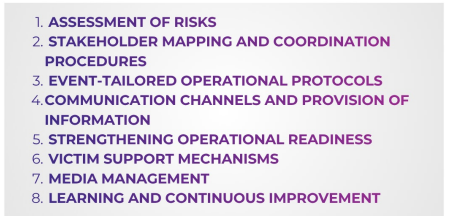 1. ASSESSMENT OF RISKS
2. STAKEHOLDER MAPPING AND COORDINATION
PROCEDURES
3. EVENT-TAILORED OPERATIONAL PROTOCOLS
4. COMMUNICATION CHANNELS AND PROVISION OF
INFORMATION
5. STRENGTHENING OPERATIONAL READINESS
6. VICTIM SUPPORT MECHANISMS
7. MEDIA MANAGEMENT
8. LEARNING AND CONTINUOUS IMPROVEMENT